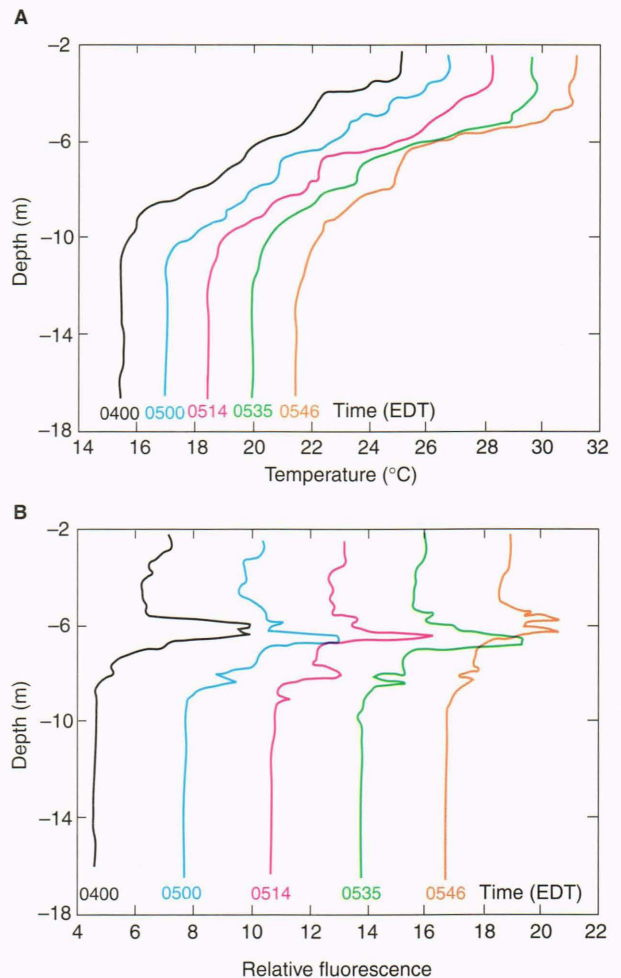 A
−2
−6
−10
−14
−18
Depth (m)
0400 0500 0514 0535 0546 Time (EDT)
14 16 18 20 22 24 26 28 30 32
Temperature (°C)
B
−2
−6
−10
−14
−18
Depth (m)
0400 0500 0514 0535 0546 Time (EDT)
4 6 8 10 12 14 16 18 20 22
Relative fluorescence